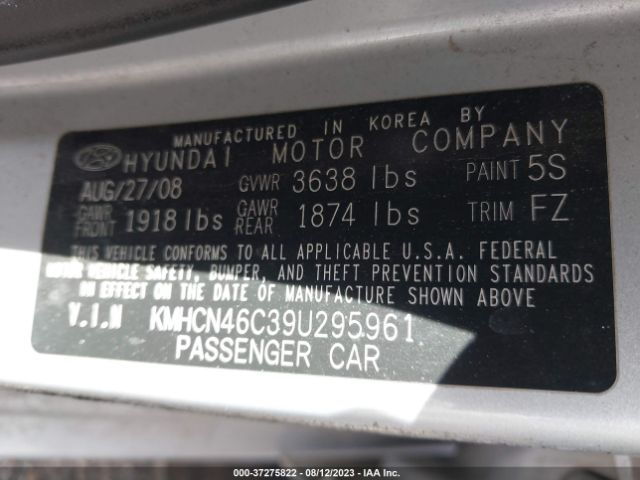 MANUFACTURED IN KOREA BY
HYUNDAI MOTOR COMPANY
AUG/27/08 GVWR 3638 lbs PAINT 5S
GAWR FRONT 1918 lbs GAWR REAR 1874 lbs TRIM FZ
THIS VEHICLE CONFORMS TO ALL APPLICABLE U.S.A. FEDERAL
MOTOR VEHICLE SAFETY, BUMPER, AND THEFT PREVENTION STANDARDS
IN EFFECT ON THE DATE OF MANUFACTURE SHOWN ABOVE
V.I.N KMHCN46C39U295961
PASSENGER CAR
000-37275822 - 08/12/2023 - IAA Inc.